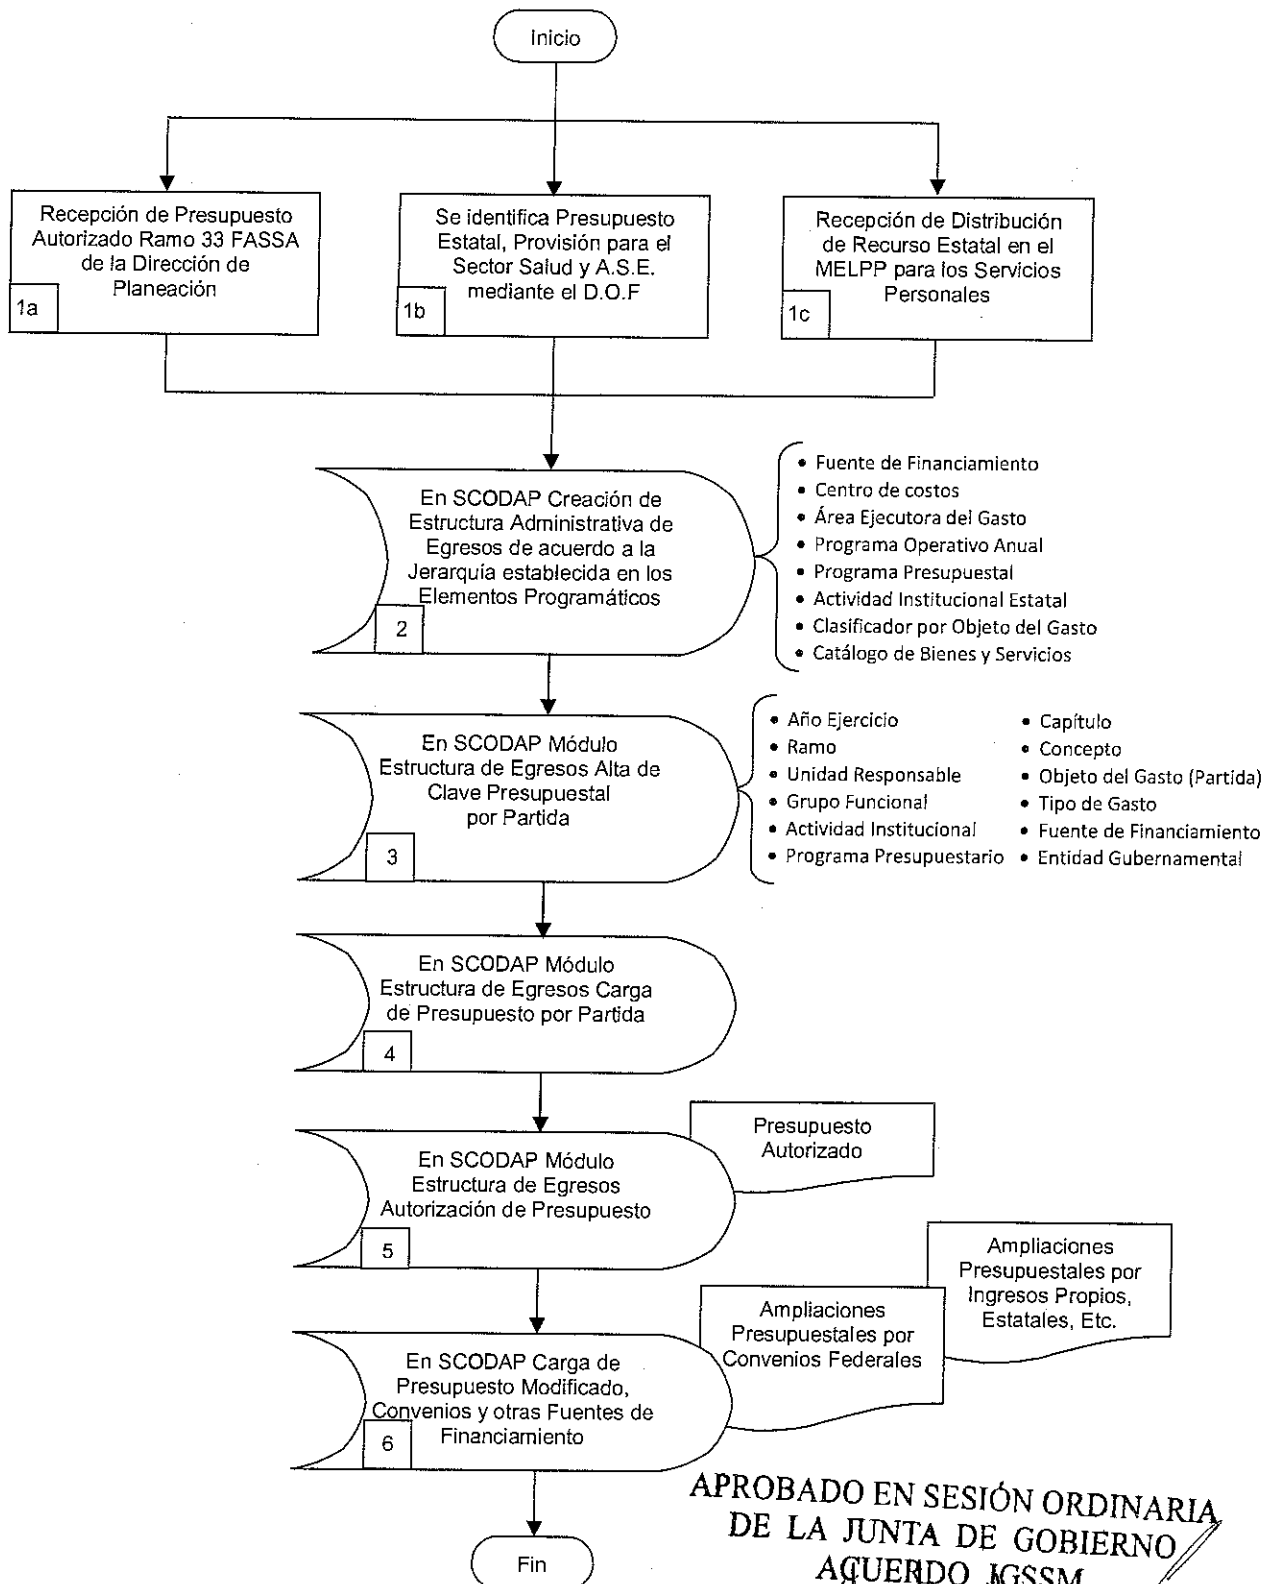 Inicio
Recepción de Presupuesto
Autorizado Ramo 33 FASSA
de la Dirección de
Planeación
1a
Se identifica Presupuesto
Estatal, Provisión para el
Sector Salud y A.S.E.
mediante el D.O.F
1b
Recepción de Distribución
de Recurso Estatal en el
MELPP para los Servicios
Personales
1c
En SCODAP Creación de
Estructura Administrativa de
Egresos de acuerdo a la
Jerarquía establecida en los
Elementos Programáticos
2
• Fuente de Financiamiento
• Centro de costos
• Área Ejecutora del Gasto
• Programa Operativo Anual
• Programa Presupuestal
• Actividad Institucional Estatal
• Clasificador por Objeto del Gasto
• Catálogo de Bienes y Servicios
En SCODAP Módulo
Estructura de Egresos Alta de
Clave Presupuestal
por Partida
3
• Año Ejercicio
• Ramo
• Unidad Responsable
• Grupo Funcional
• Actividad Institucional
• Programa Presupuestario
• Capítulo
• Concepto
• Objeto del Gasto (Partida)
• Tipo de Gasto
• Fuente de Financiamiento
• Entidad Gubernamental
En SCODAP Módulo
Estructura de Egresos Carga
de Presupuesto por Partida
4
En SCODAP Módulo
Estructura de Egresos
Autorización de Presupuesto
5
Presupuesto
Autorizado
En SCODAP Carga de
Presupuesto Modificado,
Convenios y otras Fuentes de
Financiamiento
6
Ampliaciones
Presupuestales por
Convenios Federales
Ampliaciones
Presupuestales por
Ingresos Propios,
Estatales, Etc.
Fin
APROBADO EN SESIÓN ORDINARIA
DE LA JUNTA DE GOBIERNO
ACUERDO JGSSM